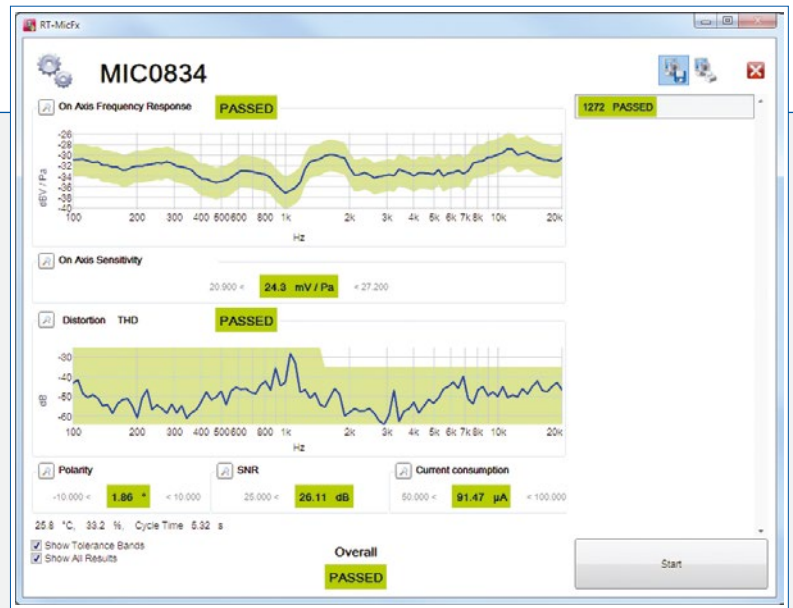 RT-MicFx
MIC0834
On Axis Frequency Response PASSED
1272 PASSED
-26
-28
-30
-32
-34
-36
-38
-40
dBV / Pa
100 200 300 400 500 600 800 1k 2k 3k 4k 5k 6k 7k 8k 10k 20k
Hz
On Axis Sensitivity
20.900 < 24.3 mV / Pa < 27.200
Distortion THD PASSED
-30
-40
-50
-60
dB
100 200 300 400 500 600 800 1k 2k 3k 4k 5k 6k 7k 8k 10k 20k
Hz
Polarity SNR Current consumption
-10.000 < 1.86 ° < 10.000 25.000 < 26.11 dB 50.000 < 91.47 µA < 100.000
25.8 °C, 33.2 %, Cycle Time 5.32 s
Show Tolerance Bands
Show All Results
Overall
PASSED
Start